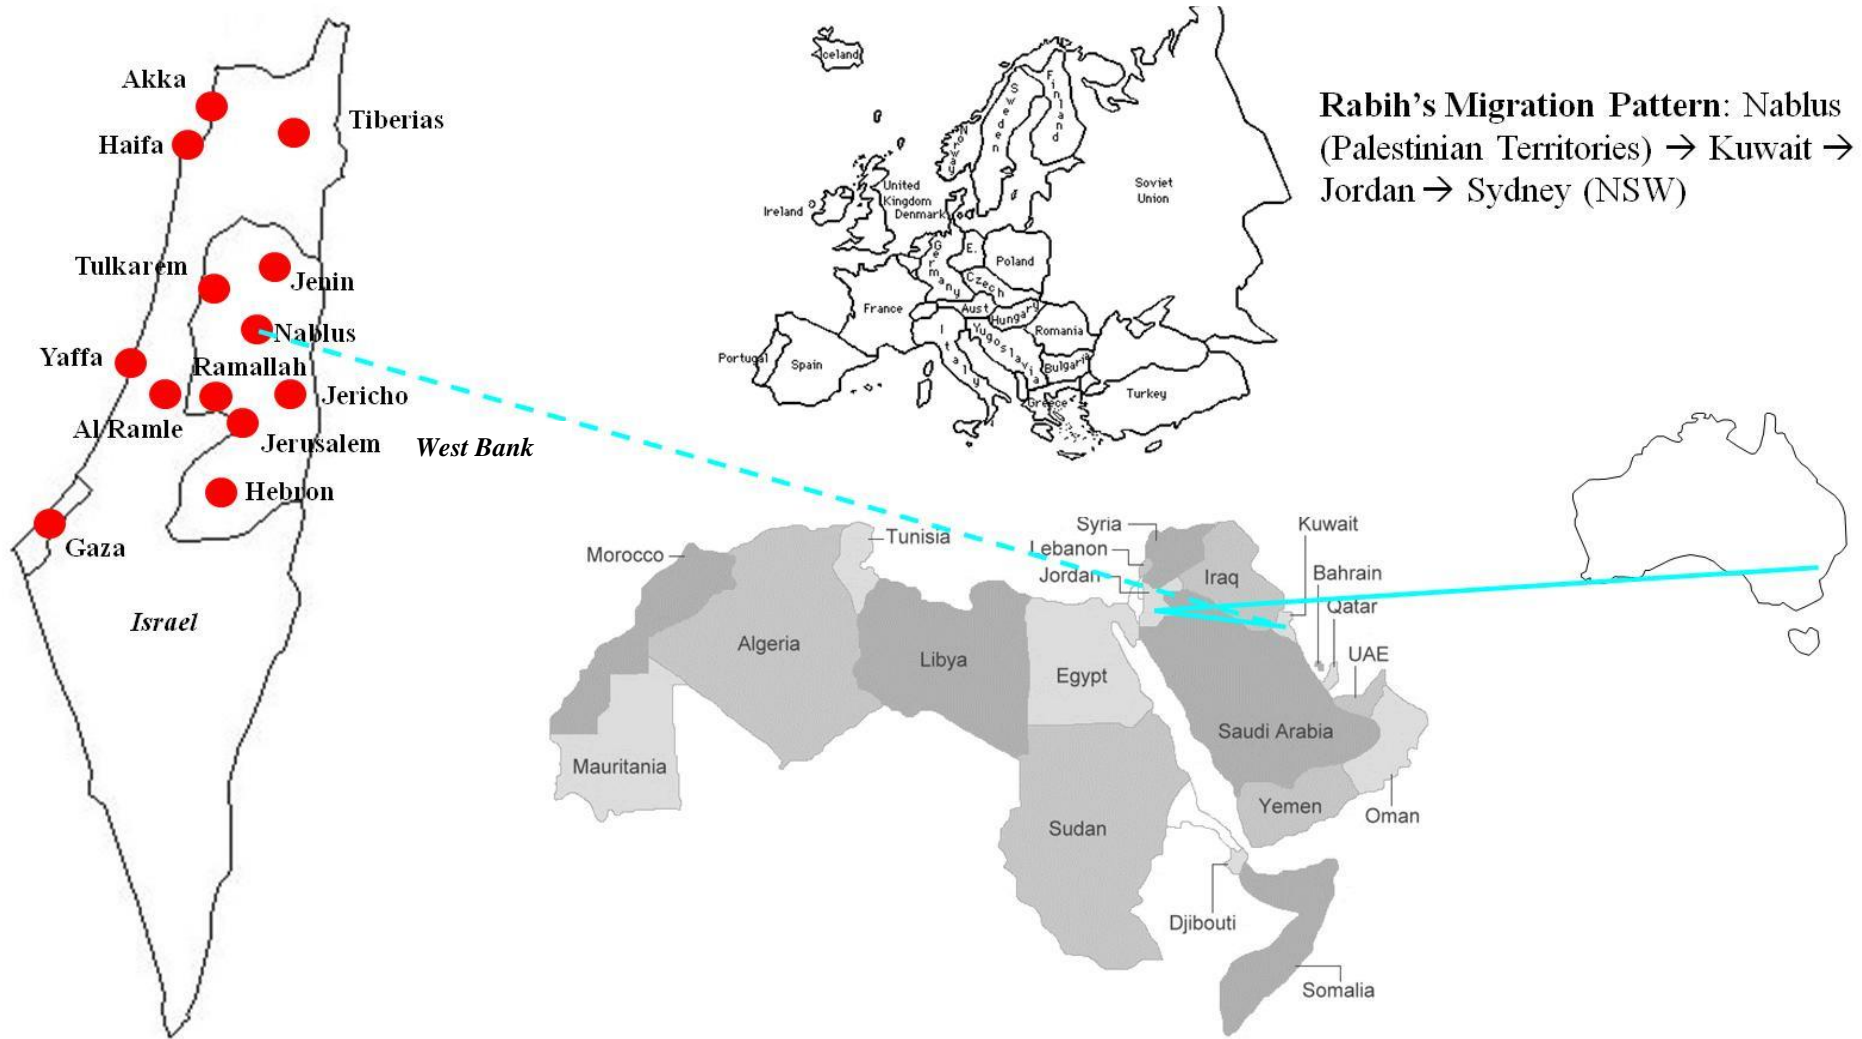 Akka
Tiberias
Haifa
Tulkarem
Jenin
Nablus
Yaffa
Ramallah
Jericho
Al Ramle
Jerusalem
West Bank
Hebron
Gaza
Israel
Iceland
Norway
Sweden
Finland
United
Kingdom
Ireland
Denmark
Soviet
Union
Germany
E.
Poland
Czech
France
Aust
Hungary
Romania
Italy
Yugoslavia
Bulgaria
Portugal
Spain
Greece
Turkey
Rabih's Migration Pattern: Nablus
(Palestinian Territories) → Kuwait →
Jordan → Sydney (NSW)
Morocco
Tunisia
Syria
Lebanon
Jordan
Iraq
Kuwait
Bahrain
Qatar
UAE
Algeria
Libya
Egypt
Saudi Arabia
Mauritania
Sudan
Yemen
Oman
Djibouti
Somalia